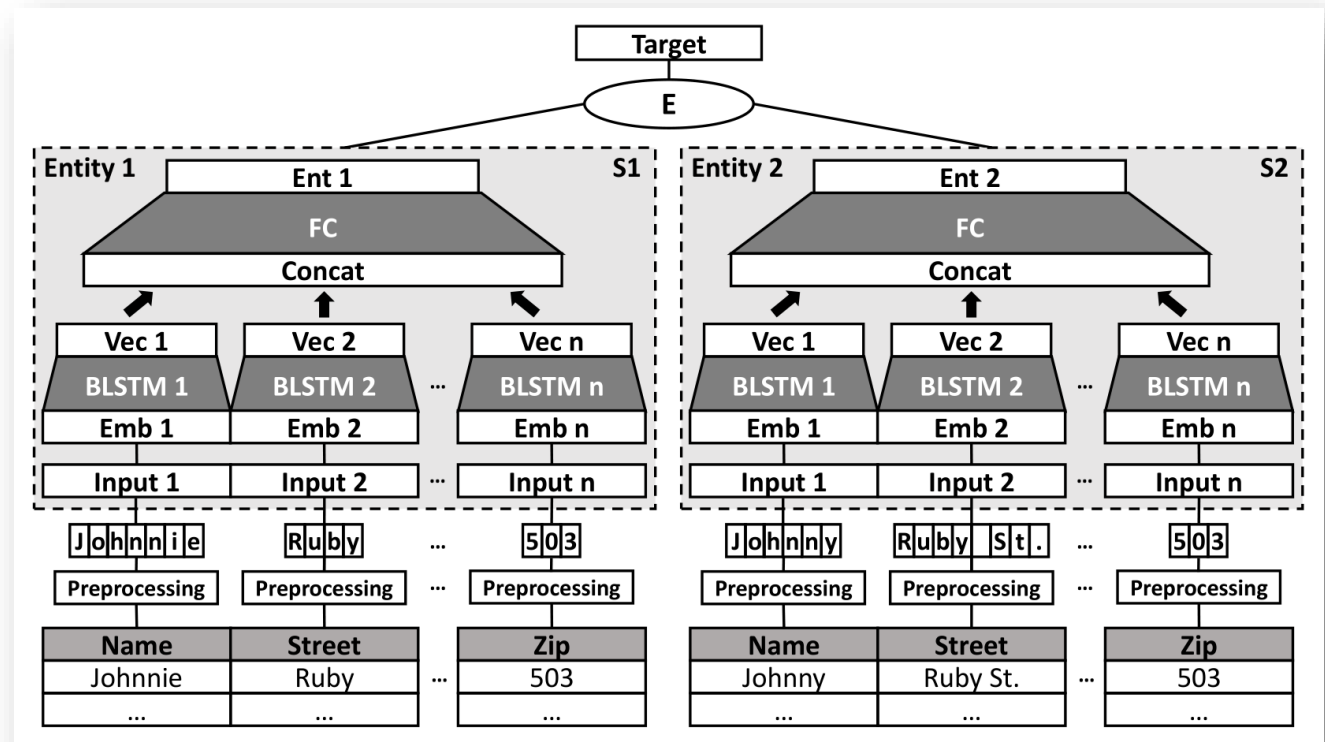 Target
E
Entity 1 Ent 1 S1 Entity 2 Ent 2 S2
FC FC
Concat Concat
Vec 1 Vec 2 Vec n Vec 1 Vec 2 Vec n
BLSTM 1 BLSTM 2 ... BLSTM n BLSTM 1 BLSTM 2 ... BLSTM n
Emb 1 Emb 2 Emb n Emb 1 Emb 2 Emb n
Input 1 Input 2 ... Input n Input 1 Input 2 ... Input n
Johnnie Ruby ... 503 Johnny Ruby St. ... 503
Preprocessing Preprocessing ... Preprocessing Preprocessing Preprocessing ... Preprocessing
Name Street Zip Name Street Zip
Johnnie Ruby ... 503 Johnny Ruby St. ... 503
... ... ... ... ... ...